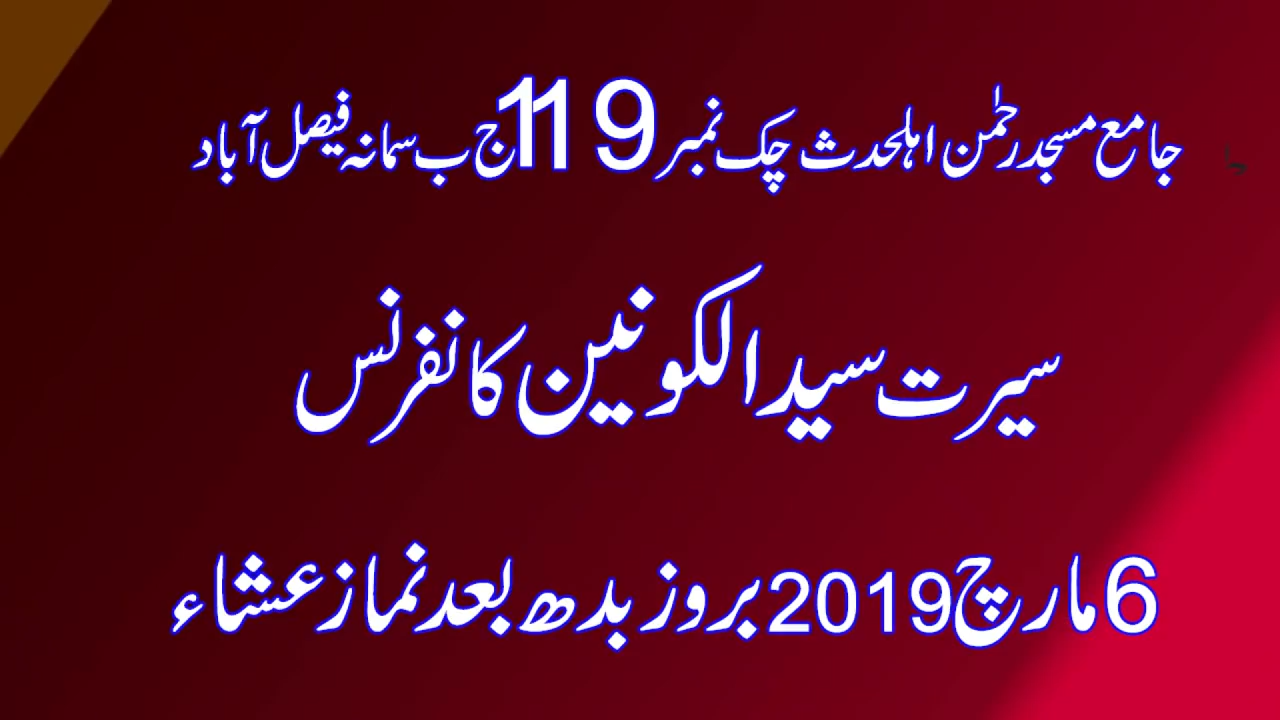 جامع مسجد رحمٰن اہلحدث چک نمبر 119 ج ب سمانہ فیصل آباد
سیرت سید الکونین کانفرنس
6 مارچ 2019 بروز بدھ بعد نماز عشاء